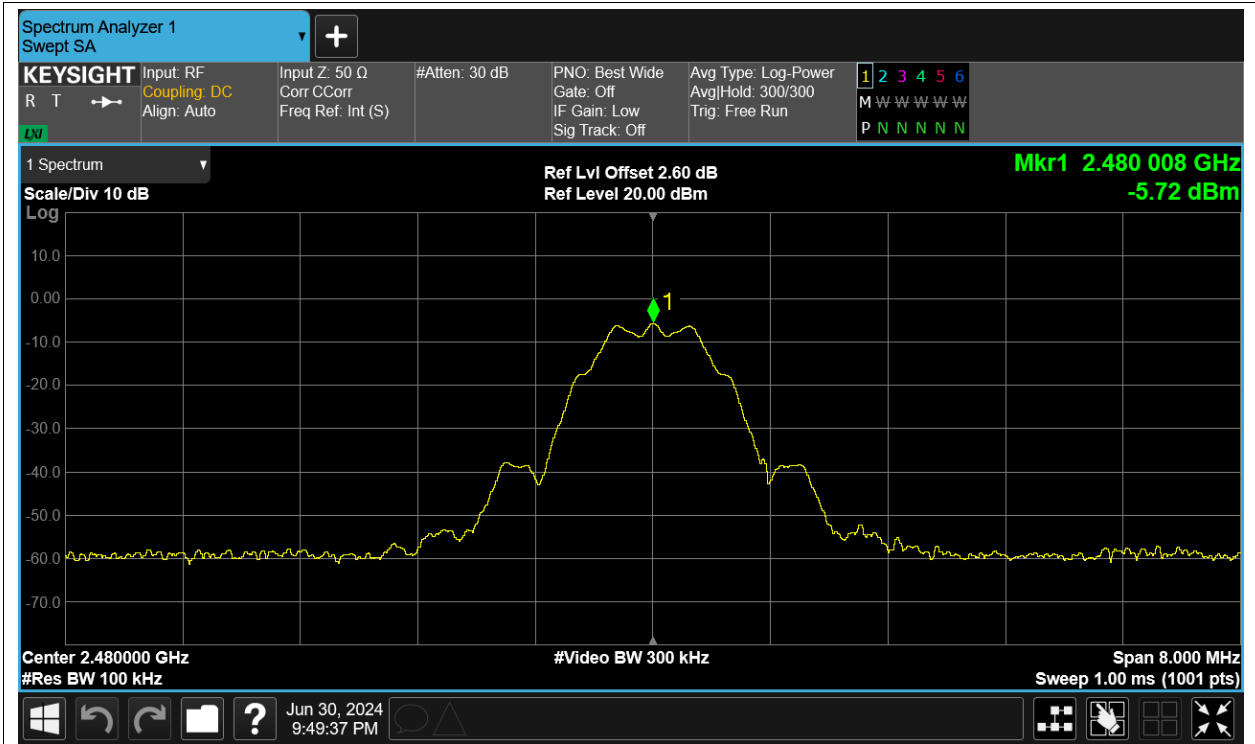 Spectrum Analyzer 1
Swept SA
KEYSIGHT
R T
LXI
Input: RF
Coupling: DC
Align: Auto
Input Z: 50 Ω
Corr CCorr
Freq Ref: Int (S)
#Atten: 30 dB
PNO: Best Wide
Gate: Off
IF Gain: Low
Sig Track: Off
Avg Type: Log-Power
Avg|Hold: 300/300
Trig: Free Run
1 2 3 4 5 6
M W W W W W
P N N N N N
1 Spectrum
Scale/Div 10 dB
Log
Ref Lvl Offset 2.60 dB
Ref Level 20.00 dBm
Mkr1 2.480 008 GHz
-5.72 dBm
10.0
0.00
-10.0
-20.0
-30.0
-40.0
-50.0
-60.0
-70.0
1
Center 2.480000 GHz
#Res BW 100 kHz
#Video BW 300 kHz
Span 8.000 MHz
Sweep 1.00 ms (1001 pts)
?
Jun 30, 2024
9:49:37 PM